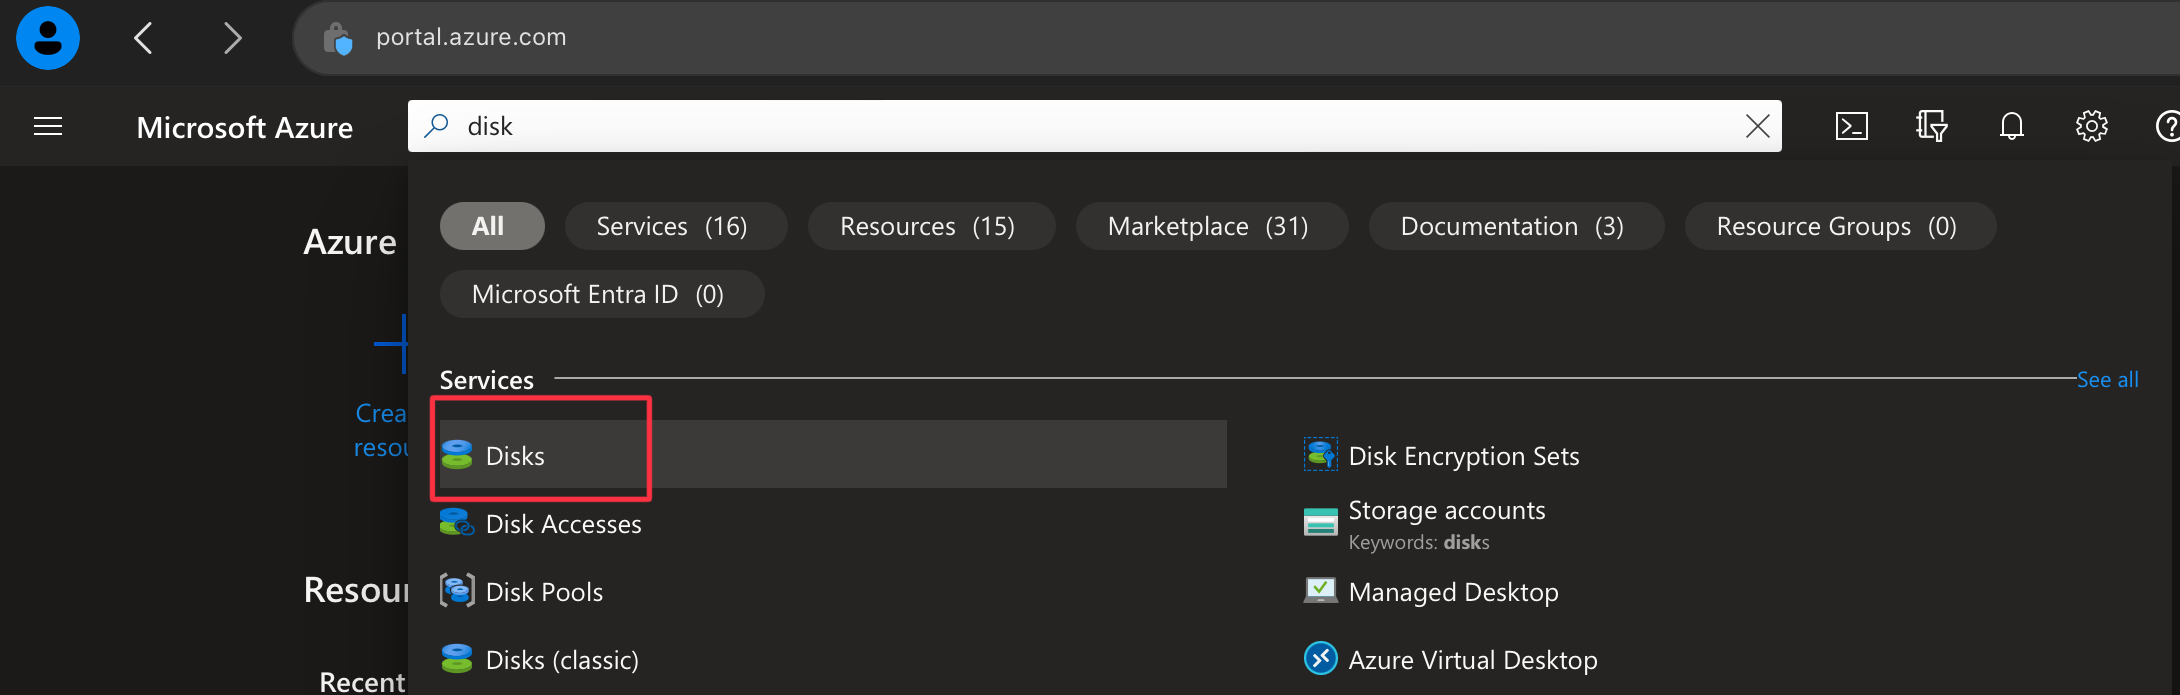 portal.azure.com
Microsoft Azure
disk
All
Services (16)
Resources (15)
Marketplace (31)
Documentation (3)
Resource Groups (0)
Microsoft Entra ID (0)
Azure
Crea
resou
Resour
Recent
Services
See all
Disks
Disk Accesses
Disk Pools
Disks (classic)
Disk Encryption Sets
Storage accounts
Keywords: disks
Managed Desktop
Azure Virtual Desktop